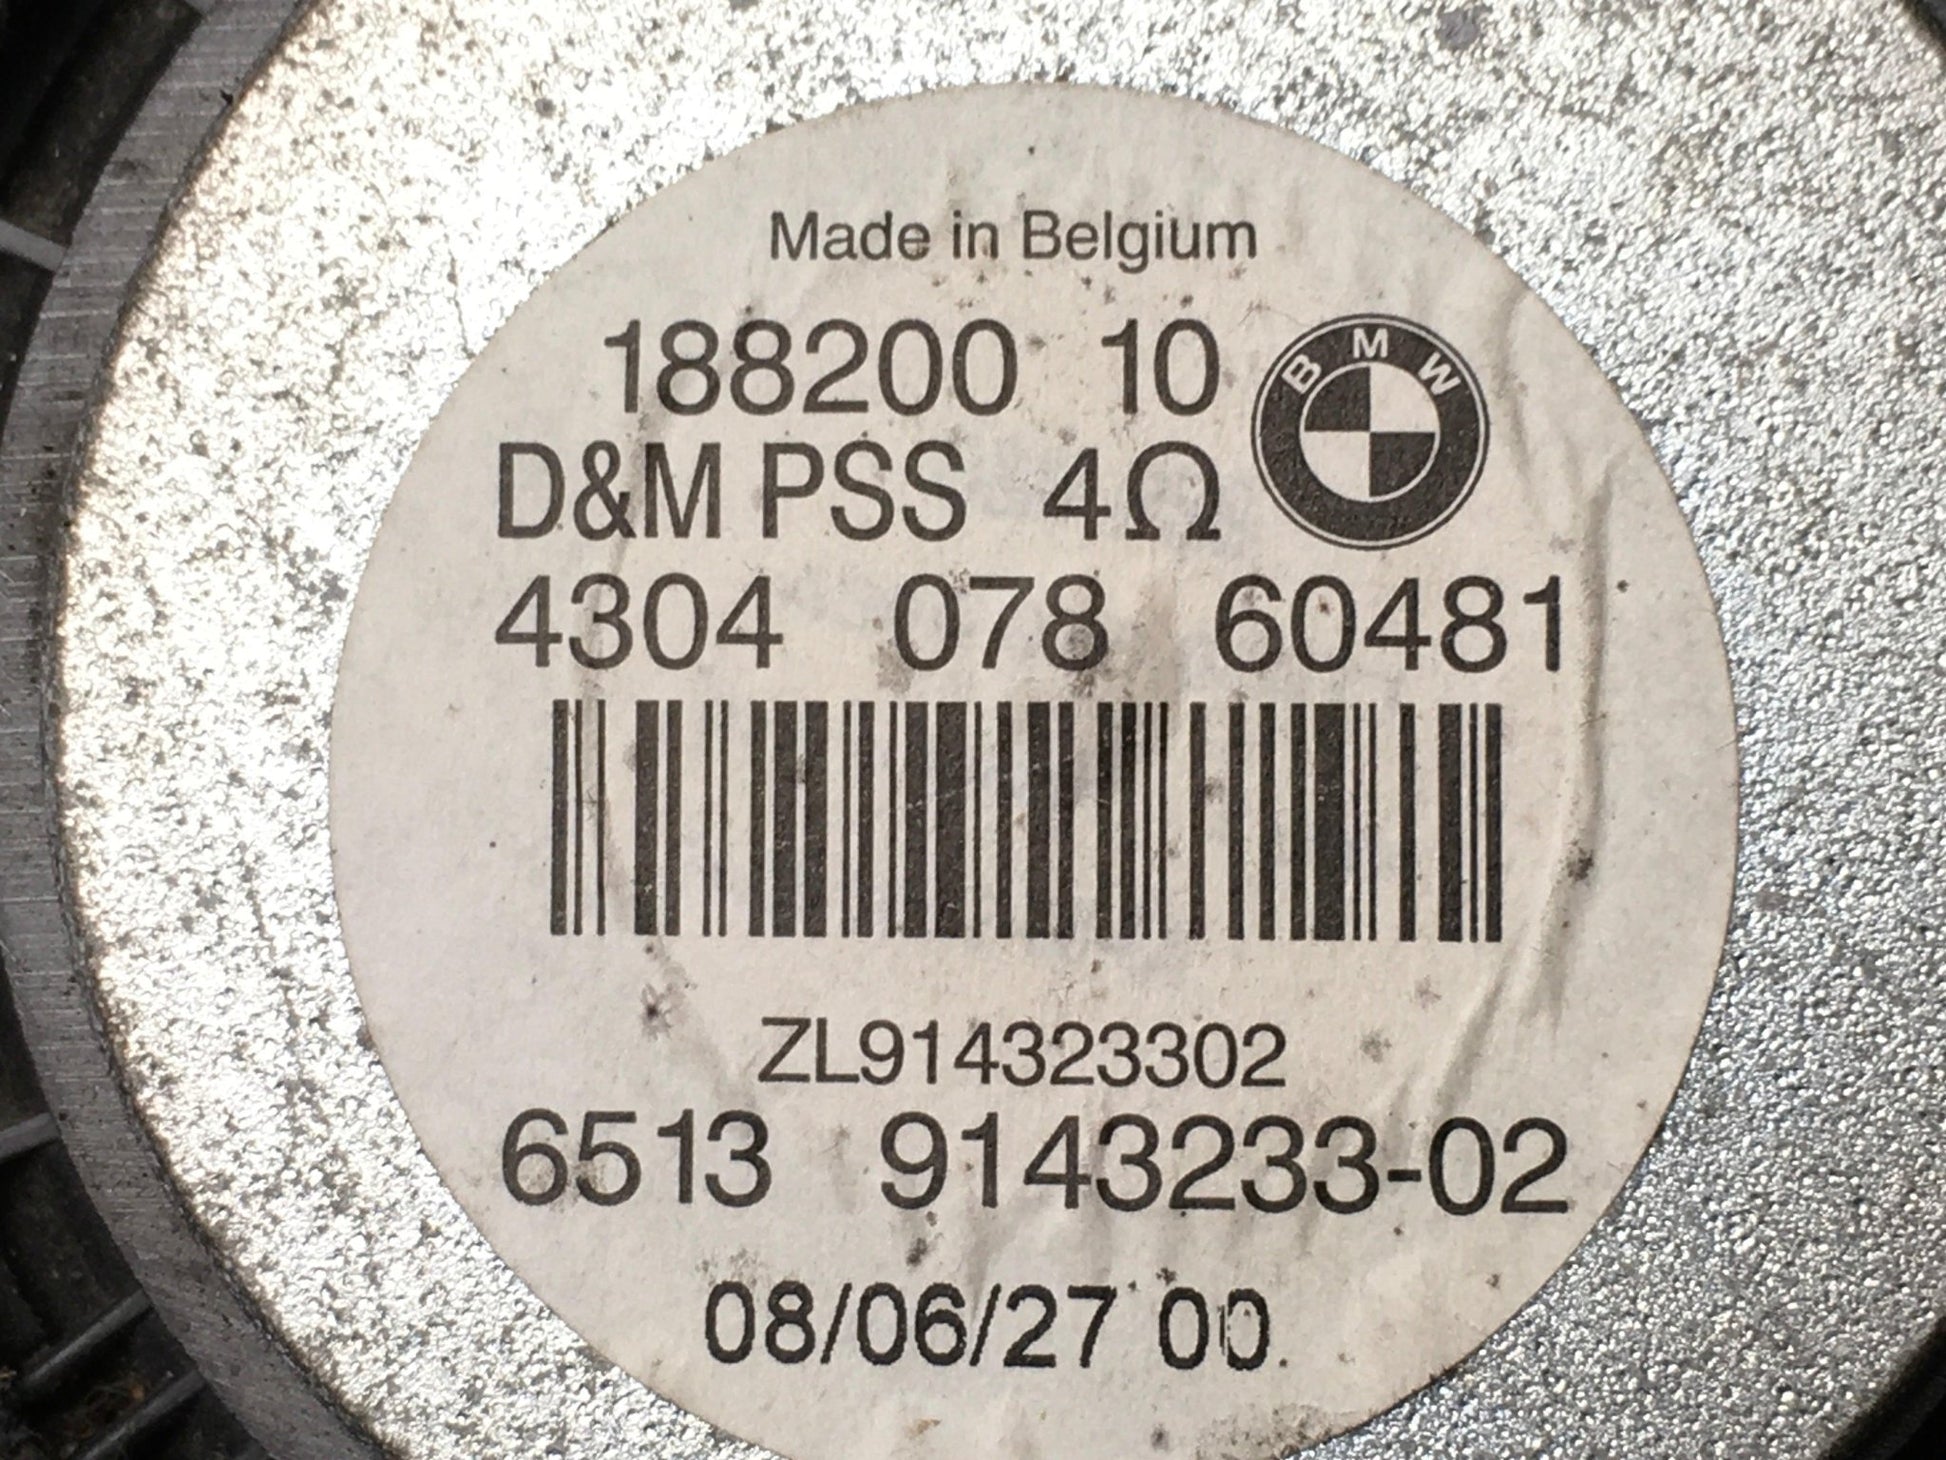 Made in Belgium
188200 10
BMW
D&M PSS 4Ω
4304 078 60481
ZL914323302
6513 9143233-02
08/06/27 00